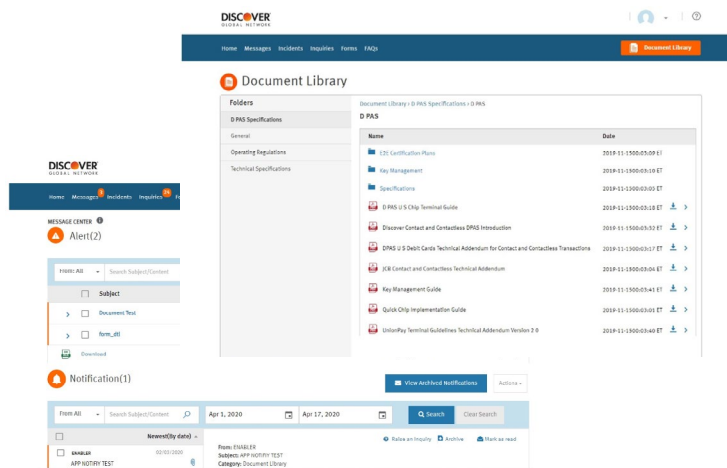 DISCOVER
GLOBAL NETWORK
Home Messages Incidents Inquiries Forms FAQs
Document Library
Document Library
Folders
D PAS Specifications
General
Operating Regulations
Technical Specifications
Document Library > D PAS Specifications > D PAS
D PAS
Name Date
E2E Certification Plans 2019-11-1500:03:09 ET
Key Management 2019-11-1500:03:10 ET
Specifications 2019-11-1500:03:03 ET
D PAS U S Chip Terminal Guide 2019-11-1500:03:18 ET
Discover Contact and Contactless DPAS Introduction 2019-11-1500:03:32 ET
DPAS U S Debit Cards Technical Addendum for Contact and Contactless Transactions 2019-11-1500:03:17 ET
JCB Contact and Contactless Technical Addendum 2019-11-1500:03:04 ET
Key Management Guide 2019-11-1500:03:41 ET
Quick Chip Implementation Guide 2019-11-1500:03:01 ET
UnionPay Terminal Guidelines Technical Addendum Version 2 0 2019-11-1500:03:40 ET
DISCOVER
GLOBAL NETWORK
Home Messages Incidents Inquiries
MESSAGE CENTER
Alert(2)
From: All Search Subject/Content
Subject
Document Test
form_dtl
Download
Notification(1)
View Archived Notifications Actions
From All Search Subject/Content Apr 1, 2020 Apr 17, 2020 Search Clear Search
Newest(By date)
Raise an Inquiry Archive Mark as read
ENABLER 02/03/2020
APP NOTIFIY TEST
From: ENABLER
Subject: APP NOTIFIY TEST
Category: Document Library